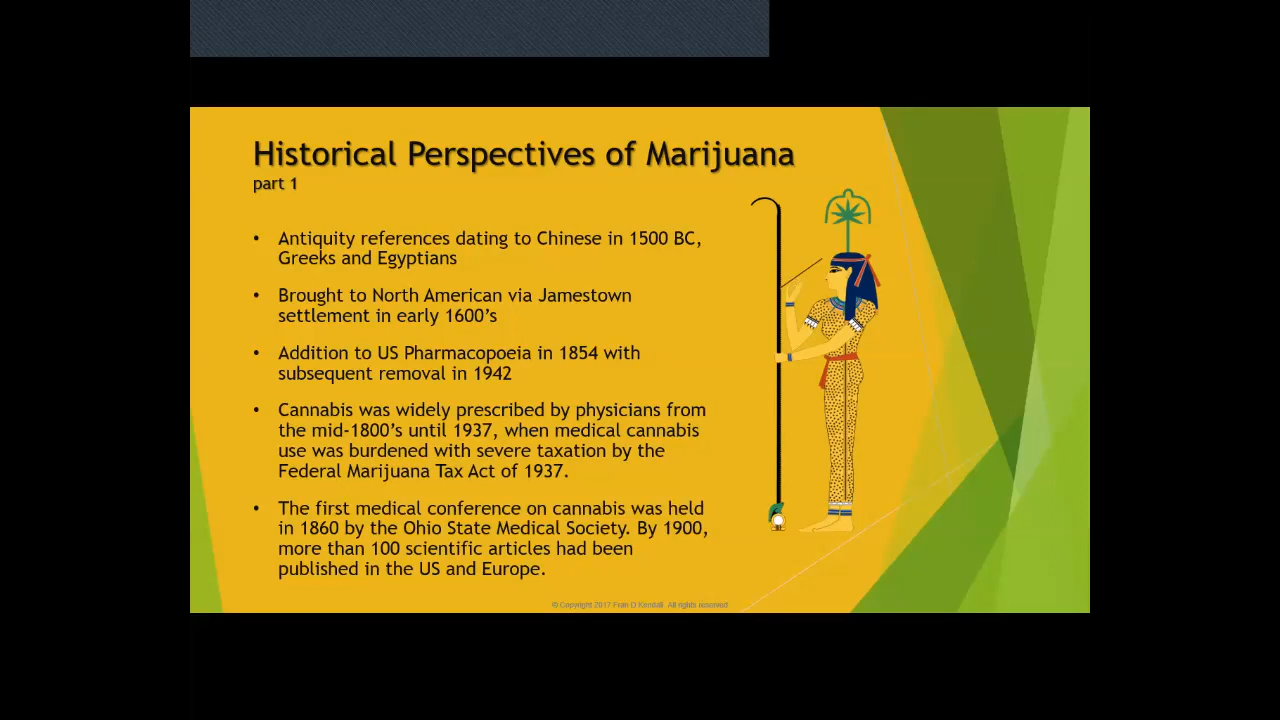 Historical Perspectives of Marijuana
part 1
• Antiquity references dating to Chinese in 1500 BC,
Greeks and Egyptians
• Brought to North American via Jamestown
settlement in early 1600’s
• Addition to US Pharmacopoeia in 1854 with
subsequent removal in 1942
• Cannabis was widely prescribed by physicians from
the mid-1800’s until 1937, when medical cannabis
use was burdened with severe taxation by the
Federal Marijuana Tax Act of 1937.
• The first medical conference on cannabis was held
in 1860 by the Ohio State Medical Society. By 1900,
more than 100 scientific articles had been
published in the US and Europe.
© Copyright 2017 Fran D Kendall. All rights reserved